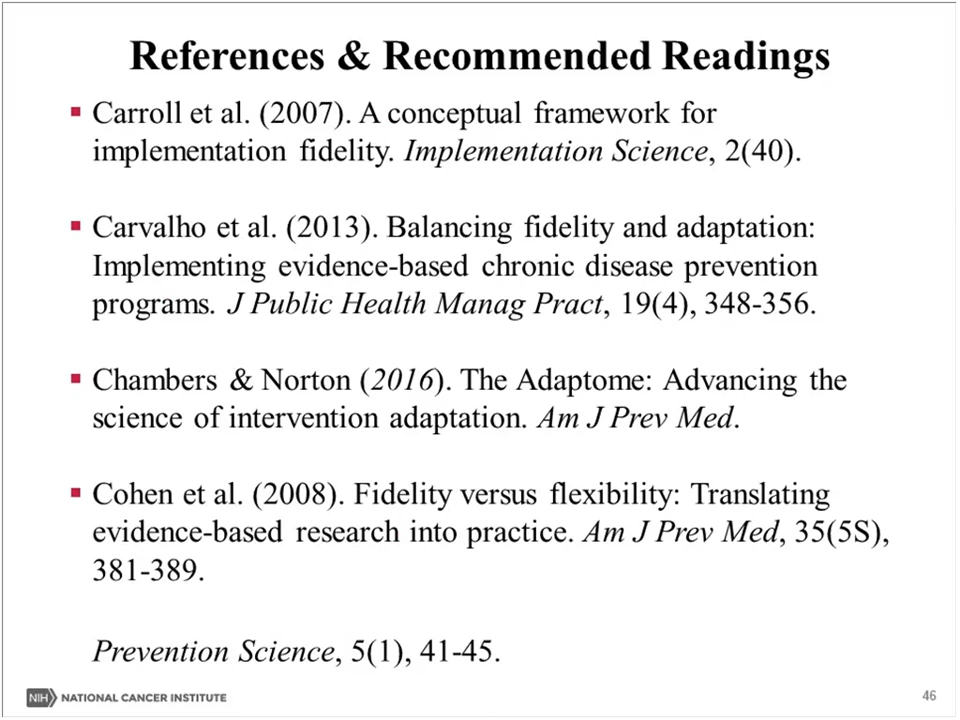 References & Recommended Readings
▪ Carroll et al. (2007). A conceptual framework for
implementation fidelity. Implementation Science, 2(40).
▪ Carvalho et al. (2013). Balancing fidelity and adaptation:
Implementing evidence-based chronic disease prevention
programs. J Public Health Manag Pract, 19(4), 348-356.
▪ Chambers & Norton (2016). The Adaptome: Advancing the
science of intervention adaptation. Am J Prev Med.
▪ Cohen et al. (2008). Fidelity versus flexibility: Translating
evidence-based research into practice. Am J Prev Med, 35(5S),
381-389.
Prevention Science, 5(1), 41-45.
NIH NATIONAL CANCER INSTITUTE
46